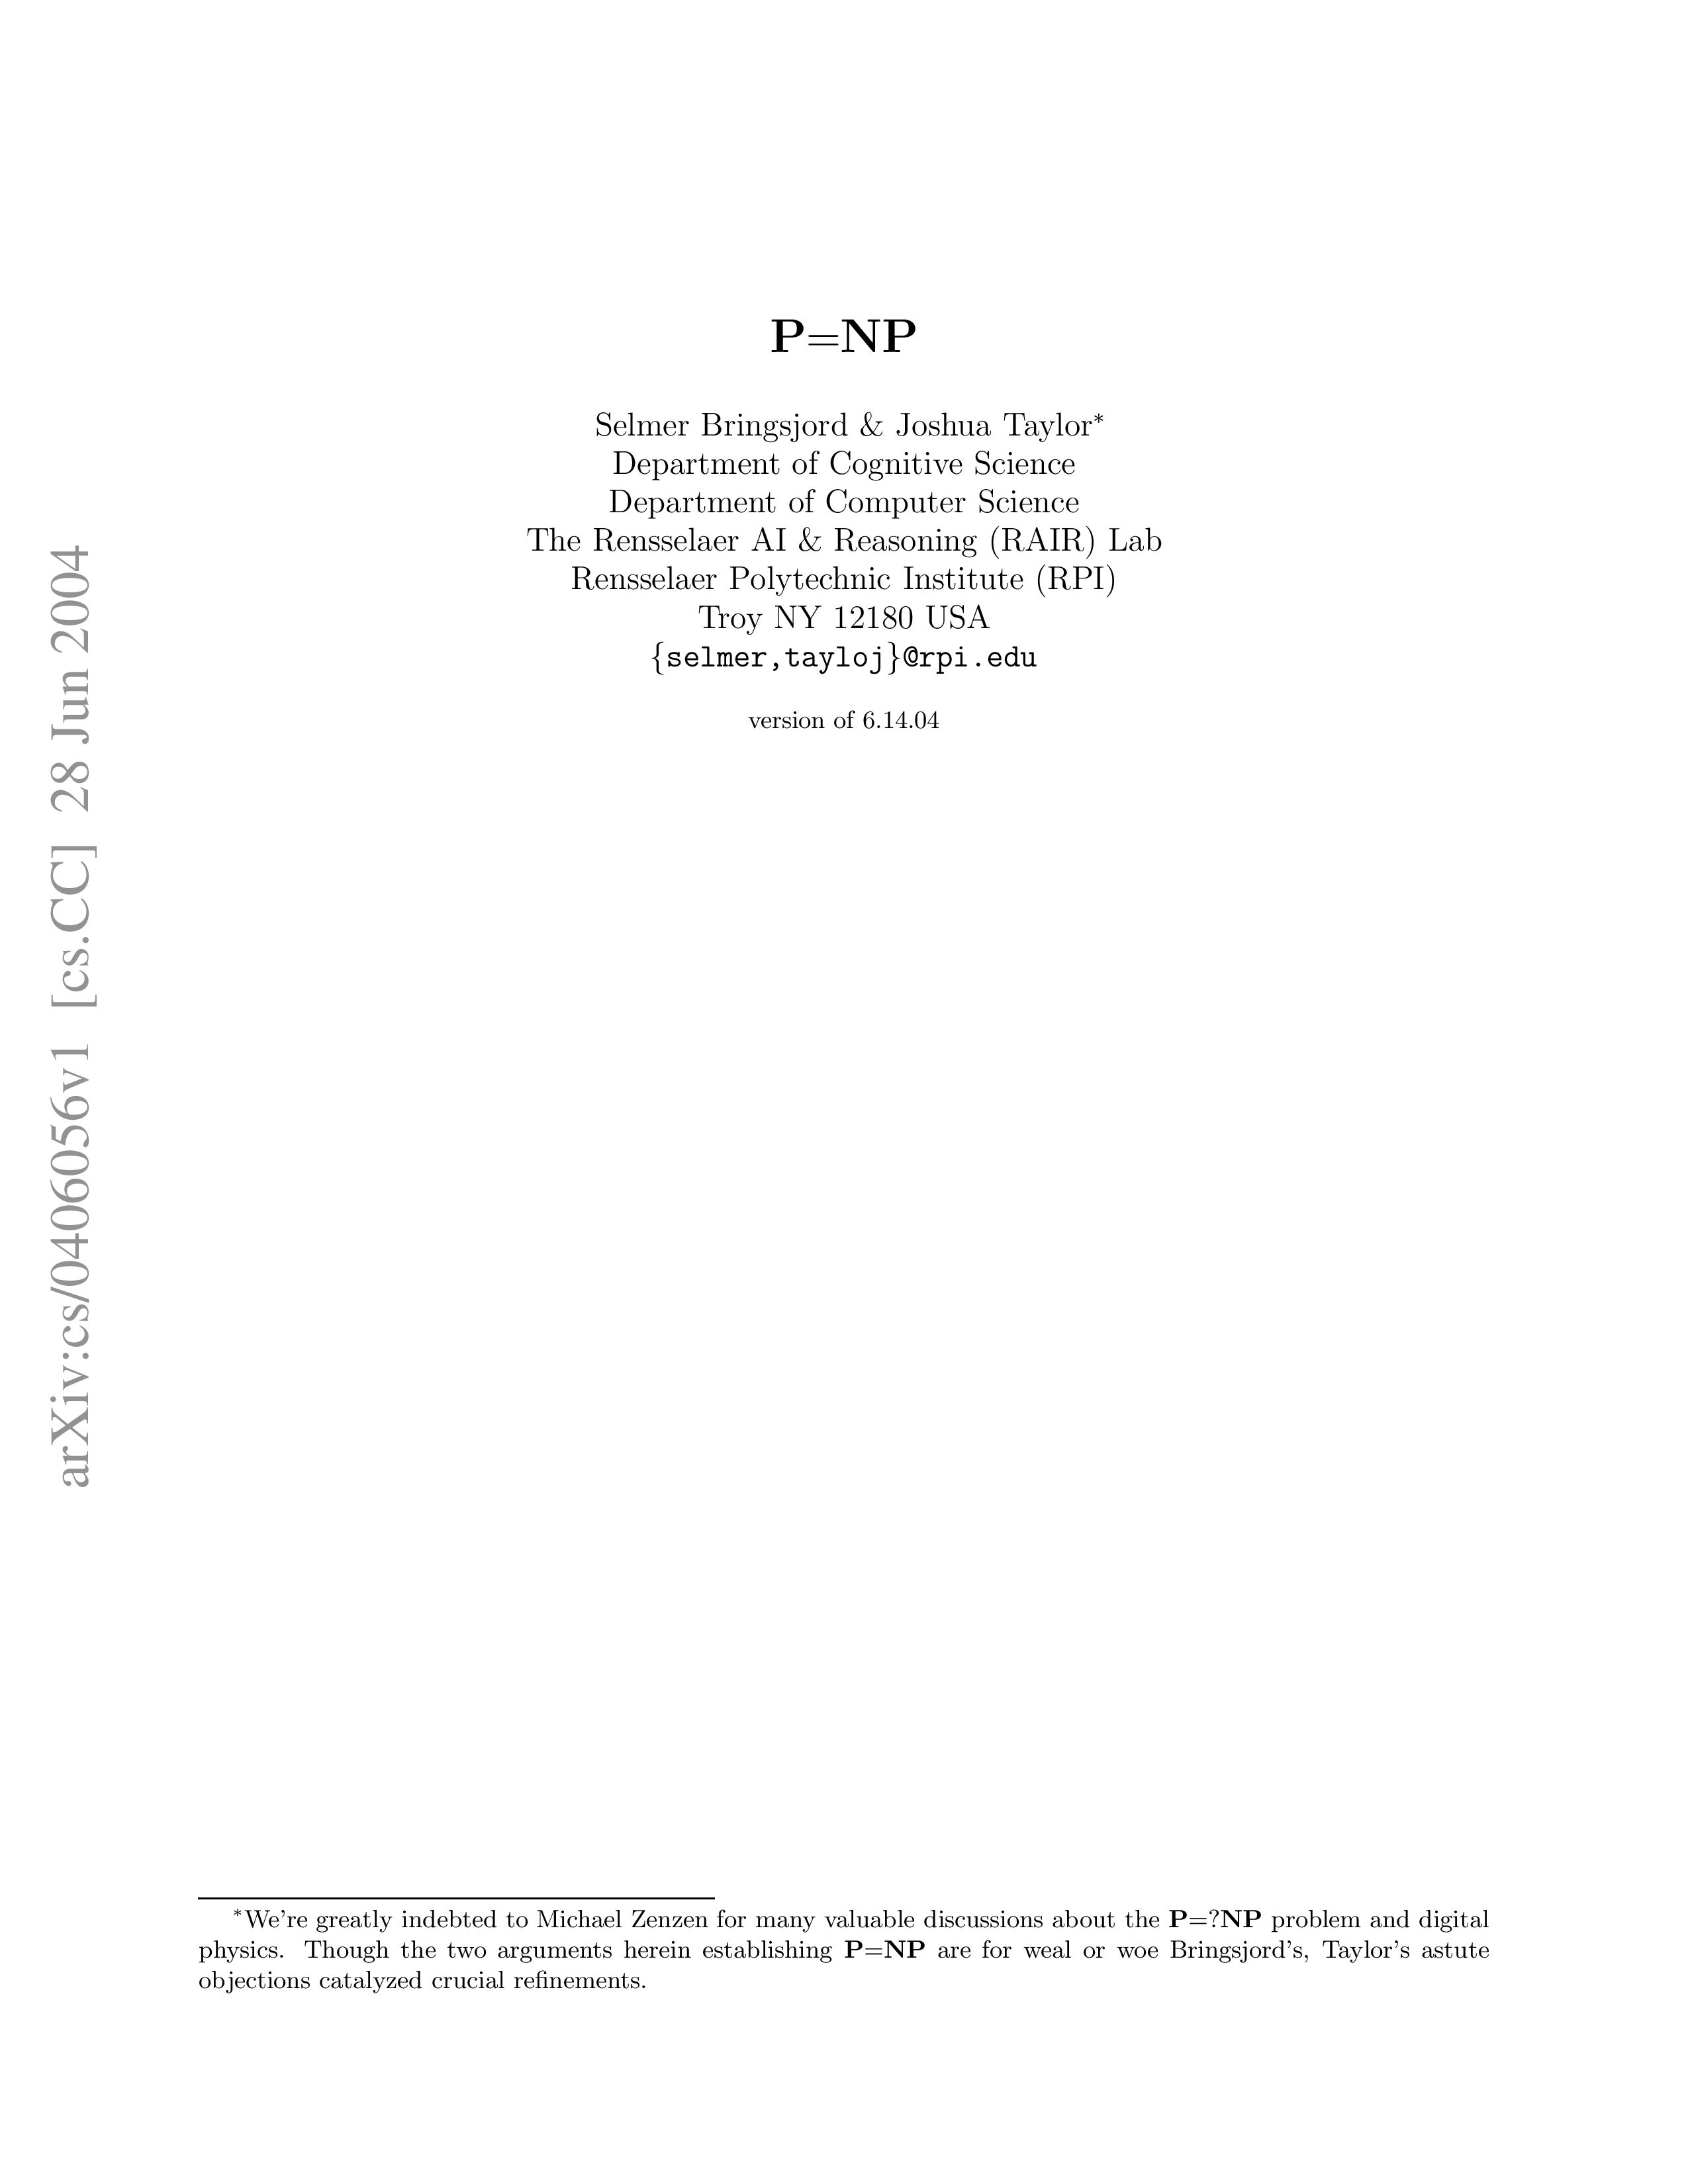 P=NP
Selmer Bringsjord & Joshua Taylor*
Department of Cognitive Science
Department of Computer Science
The Rensselaer AI & Reasoning (RAIR) Lab
Rensselaer Polytechnic Institute (RPI)
Troy NY 12180 USA
{selmer,tayloj}@rpi.edu
version of 6.14.04
arXiv:cs/0406056v1 [cs.CC] 28 Jun 2004
*We're greatly indebted to Michael Zenzen for many valuable discussions about the P=?NP problem and digital
physics. Though the two arguments herein establishing P=NP are for weal or woe Bringsjord's, Taylor's astute
objections catalyzed crucial refinements.